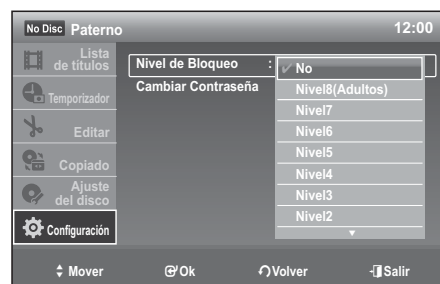 No Disc Paterno 12:00
Lista
de títulos
Temporizador
Editar
Copiado
Ajuste
del disco
Configuración
Nivel de Bloqueo :
Cambiar Contraseña
No
Nivel8(Adultos)
Nivel7
Nivel6
Nivel5
Nivel4
Nivel3
Nivel2
Mover Ok Volver Salir